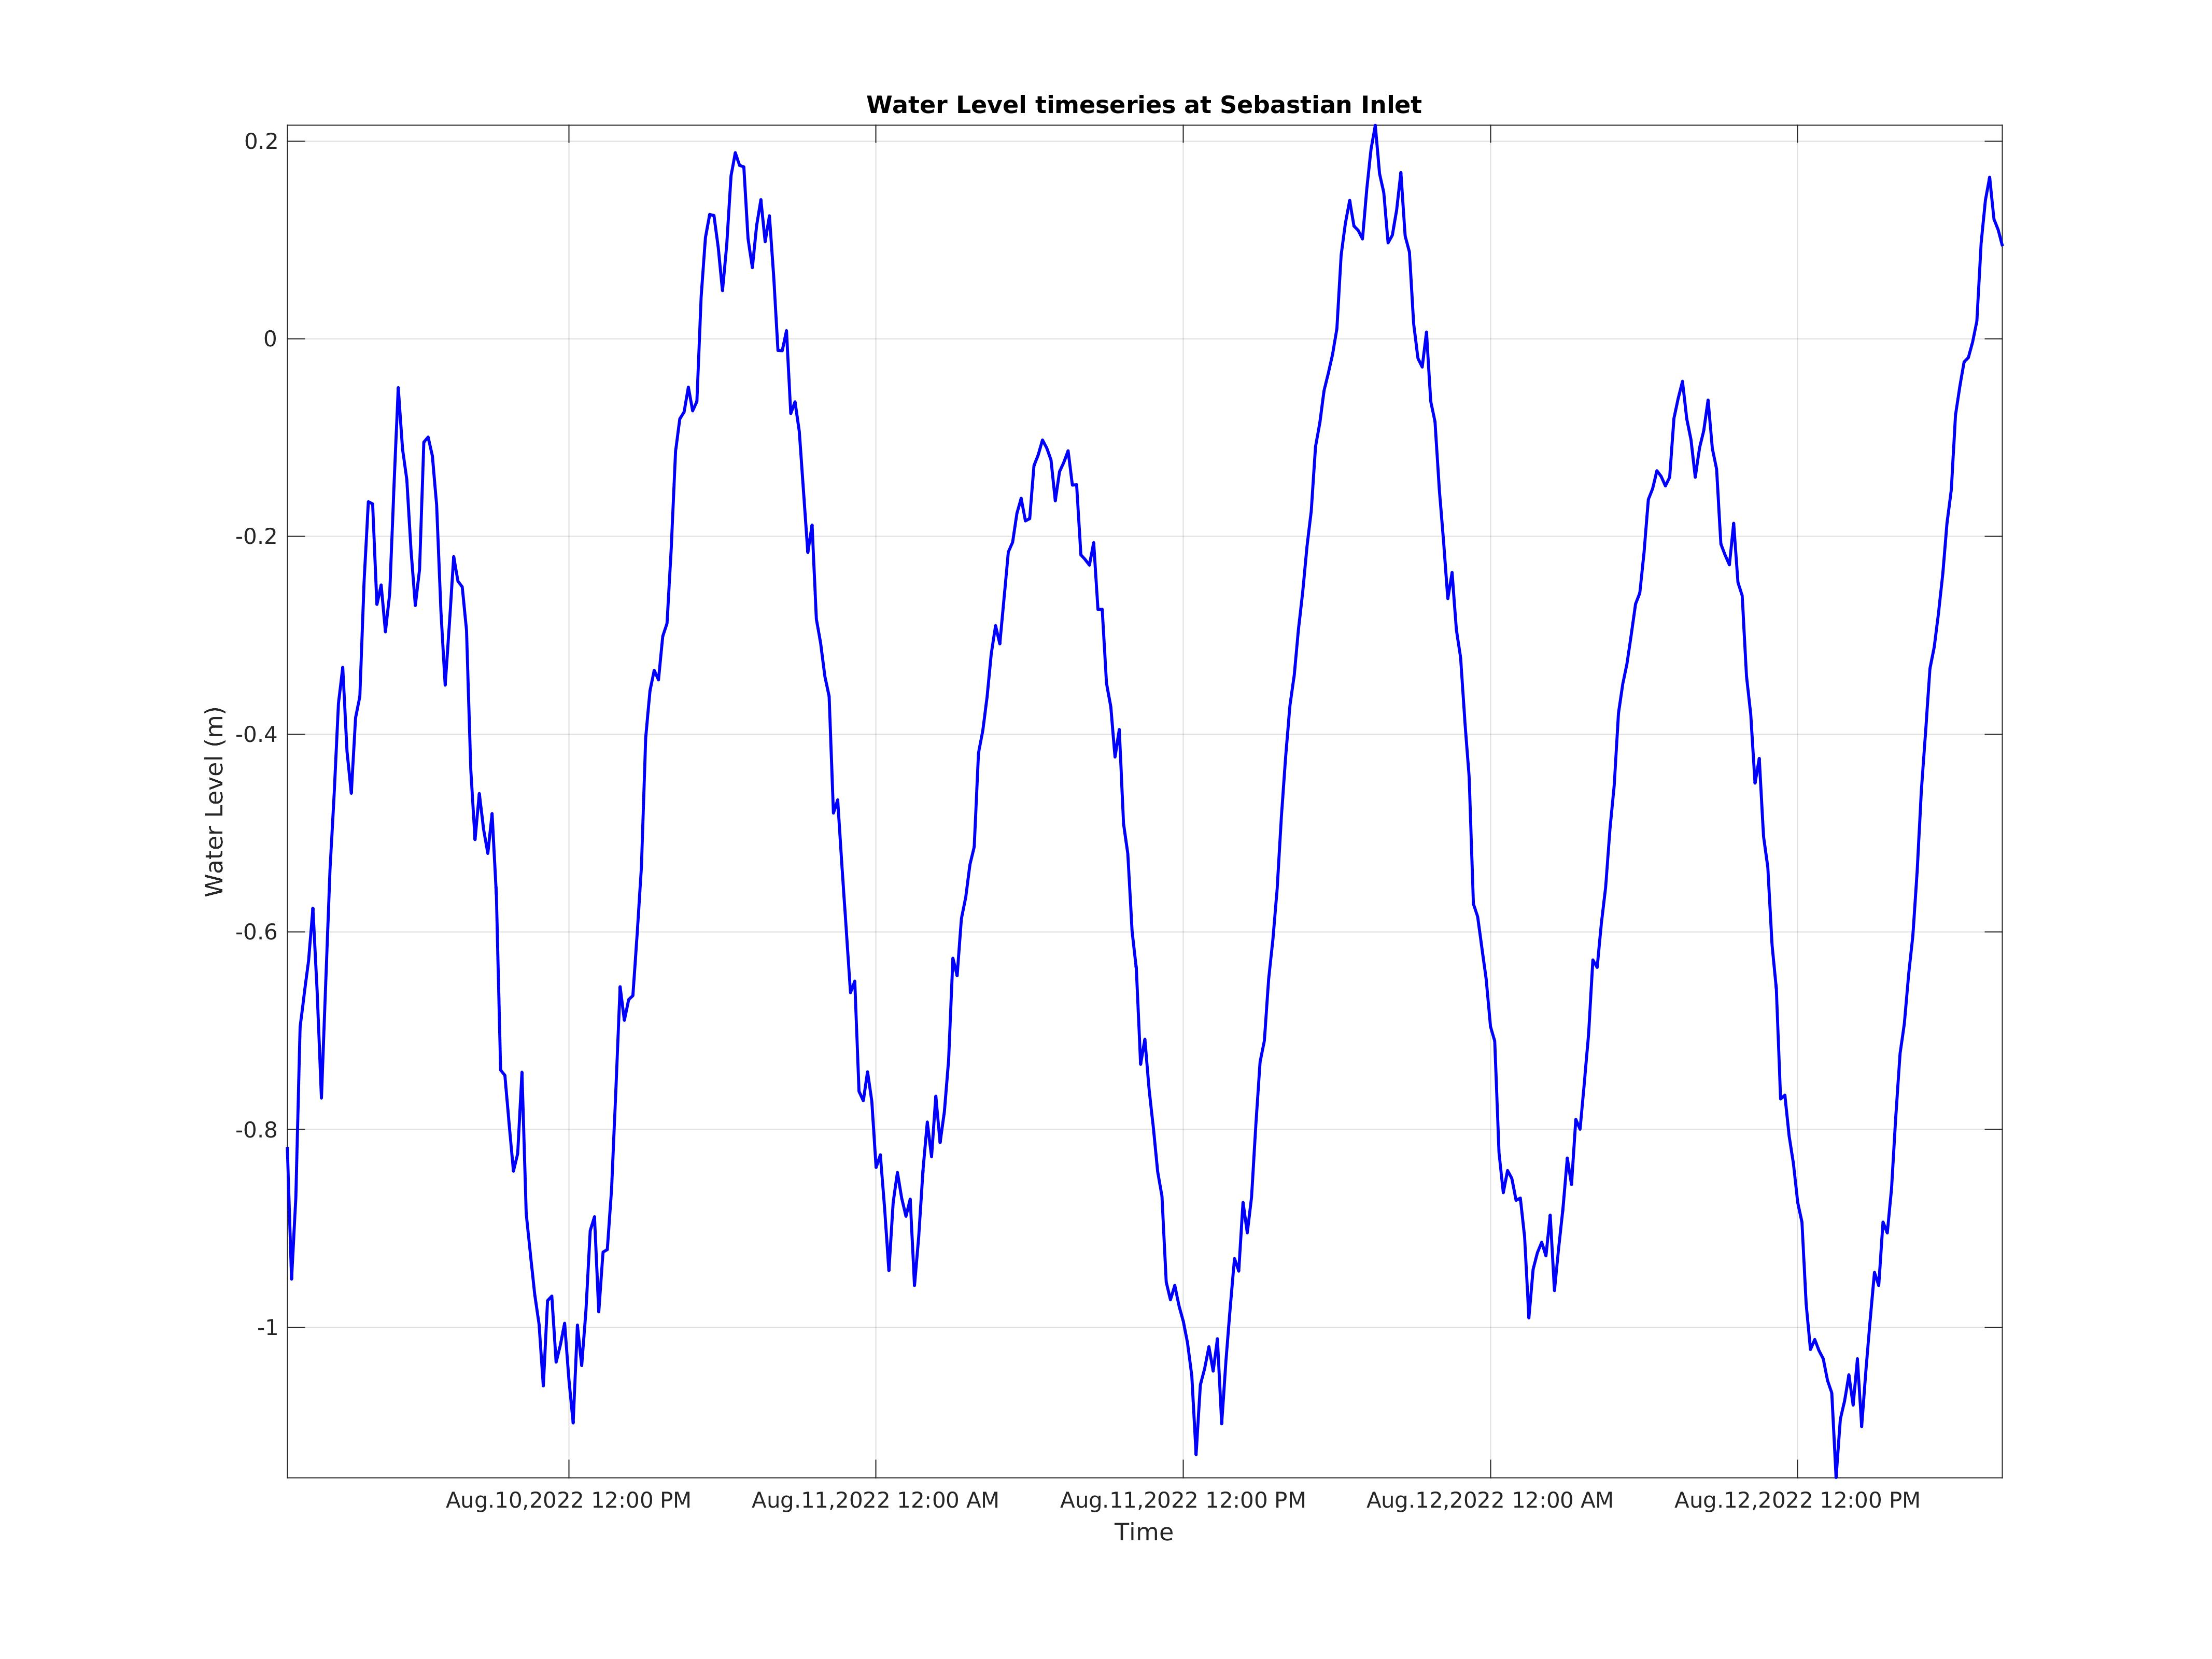 Water Level timeseries at Sebastian Inlet
0.2
0
-0.2
-0.4
-0.6
-0.8
-1
Water Level (m)
Aug.10,2022 12:00 PM
Aug.11,2022 12:00 AM
Aug.11,2022 12:00 PM
Aug.12,2022 12:00 AM
Aug.12,2022 12:00 PM
Time